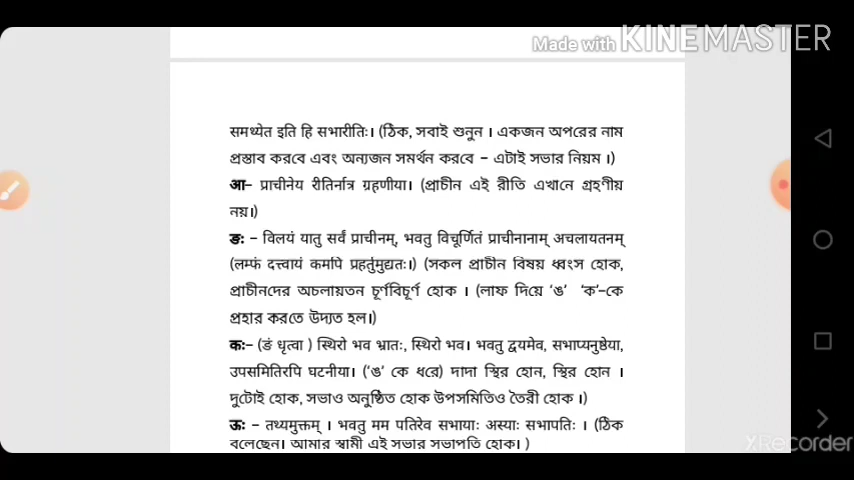 Made with KINEMASTER
समथ्येत इति हि सभारीतिः। (ঠিক, সবাই শুনুন । একজন অপরের নাম
প্রস্তাব করবে এবং অন্যজন সমর্থন করবে – এটাই সভার নিয়ম ।)
आ– प्राचीनेय रीतिर्नात्र ग्रहणीया। (প্রাচীন এই রীতি এখানে গ্রহণীয়
নয়।)
ङः – विलयं यातु सर्वं प्राचीनम्, भवतु विचूर्णितं प्राचीनानाम् अचलायतनम्
(लम्फं दत्त्वायं कमपि प्रहर्तुमुद्यतः।) (সকল প্রাচীন বিষয় ধ্বংস হোক,
প্রাচীনদের অচলায়তন চূর্ণবিচূর্ণ হোক । (লাফ দিয়ে ‘ঙ’ ‘ক’–কে
প্রহার করতে উদ্যত হল।)
कः– (ङं धृत्वा ) स्थिरो भव भ्रातः, स्थिरो भव। भवतु द्वयमेव, सभाप्यनुष्ठेया,
उपसमितिरपि घटनीया। (‘ঙ’ কে ধরে) দাদা স্থির হোন, স্থির হোন ।
দুটোই হোক, সভাও অনুষ্ঠিত হোক উপসমিতিও তৈরী হোক ।)
ऊः – तथ्यमुक्तम् । भवतु मम पतिरेव सभायाः अस्याः सभापतिः । (ঠিক
বলেছেন। আমার স্বামী এই সভার সভাপতি হোক। )
XRecorder